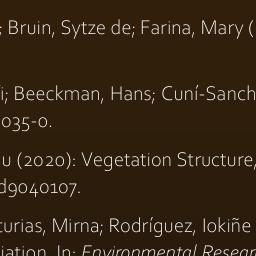 ; Bruin, Sytze de; Farina, Mary (
i; Beeckman, Hans; Cuní-Sanch
035-0.
u (2020): Vegetation Structure,
d9040107.
turias, Mirna; Rodríguez, Iokiñe
iation. In: Environmental Resear